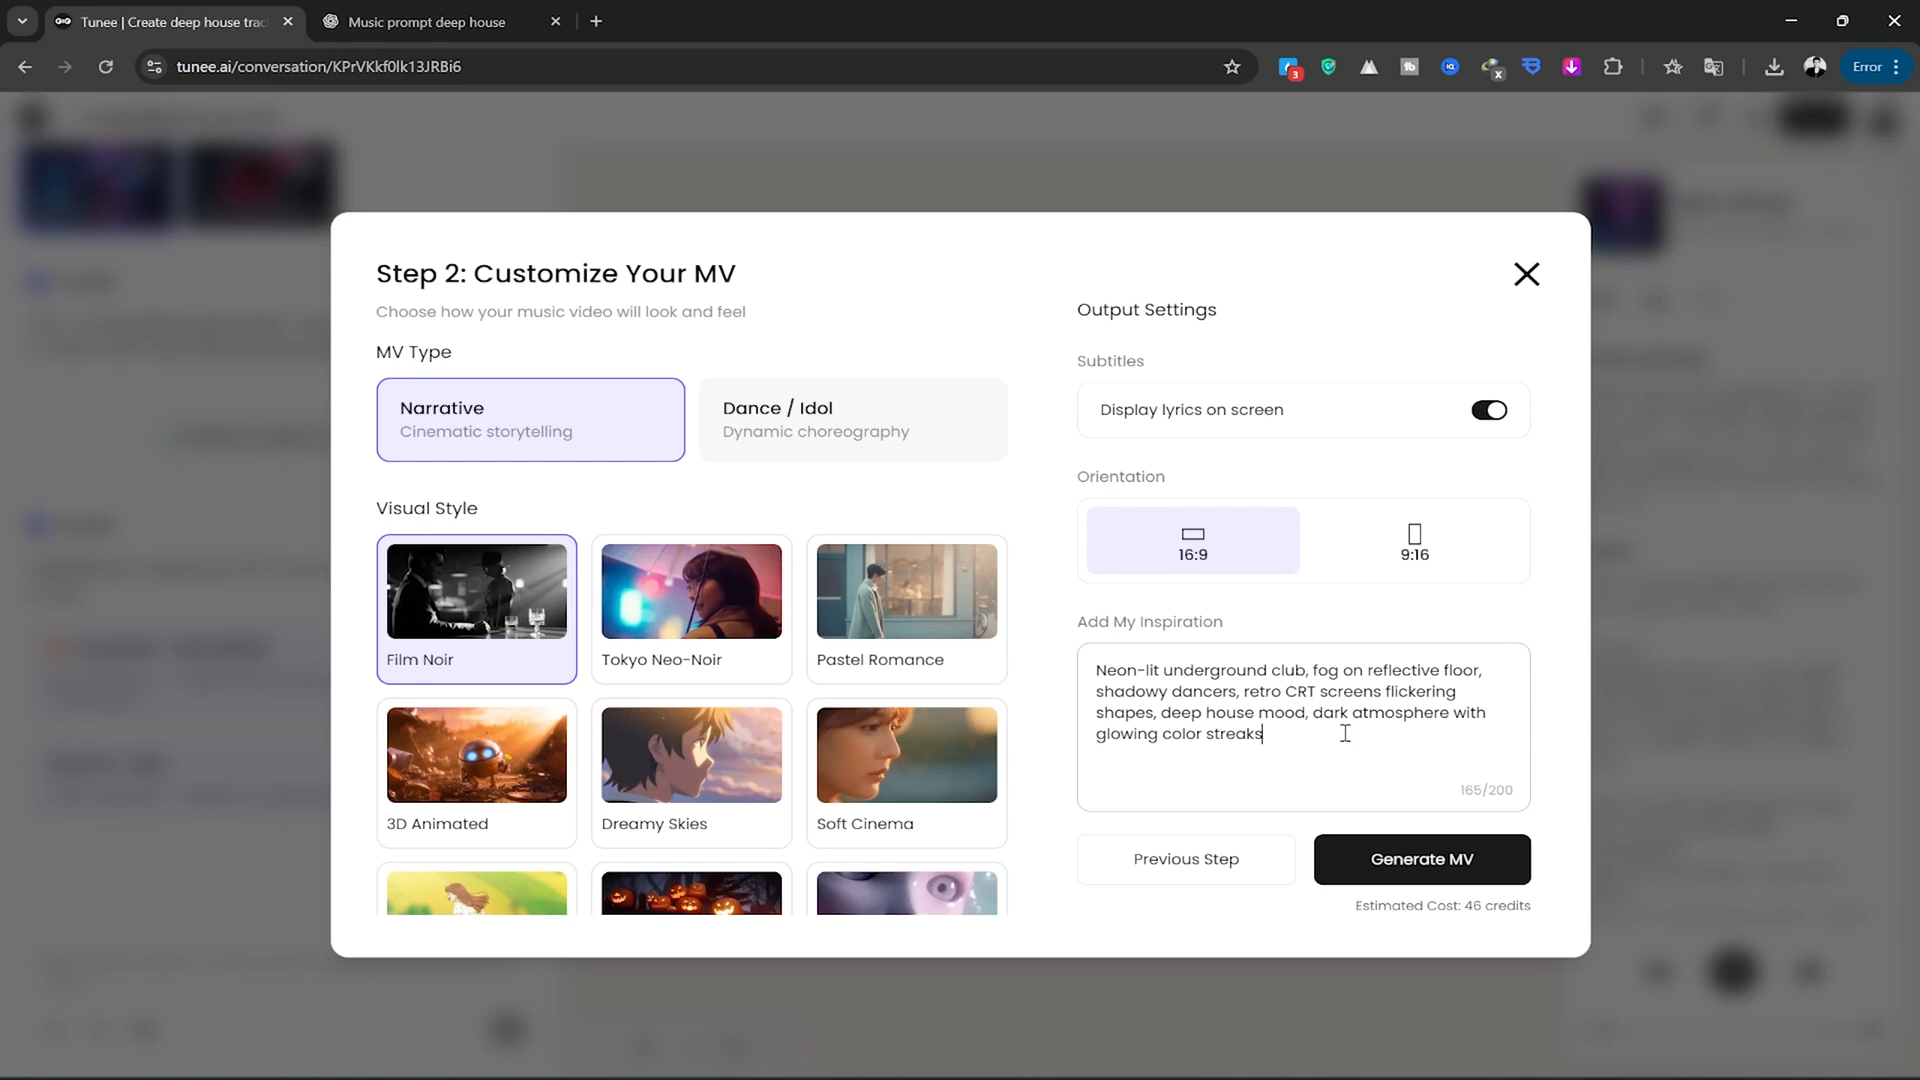 Tunee | Create deep house trac
Music prompt deep house
tunee.ai/conversation/KPrVKkf0lk13JRBi6
3
tb
x
Error
Step 2: Customize Your MV
Choose how your music video will look and feel
MV Type
Narrative
Cinematic storytelling
Dance / Idol
Dynamic choreography
Visual Style
Film Noir
Tokyo Neo-Noir
Pastel Romance
3D Animated
Dreamy Skies
Soft Cinema
Output Settings
Subtitles
Display lyrics on screen
Orientation
16:9
9:16
Add My Inspiration
Neon-lit underground club, fog on reflective floor,
shadowy dancers, retro CRT screens flickering
shapes, deep house mood, dark atmosphere with
glowing color streaks
165/200
Previous Step
Generate MV
Estimated Cost: 46 credits